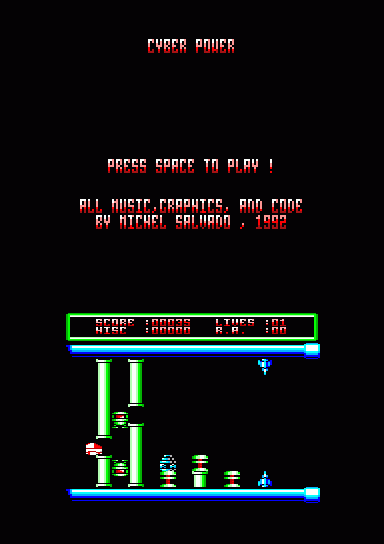 CYBER POWER
PRESS SPACE TO PLAY !
ALL MUSIC,GRAPHICS, AND CODE
BY MICHEL SALVADO , 1992
SCORE :00038 LIVES :01
HISC :00000 R.A. :00